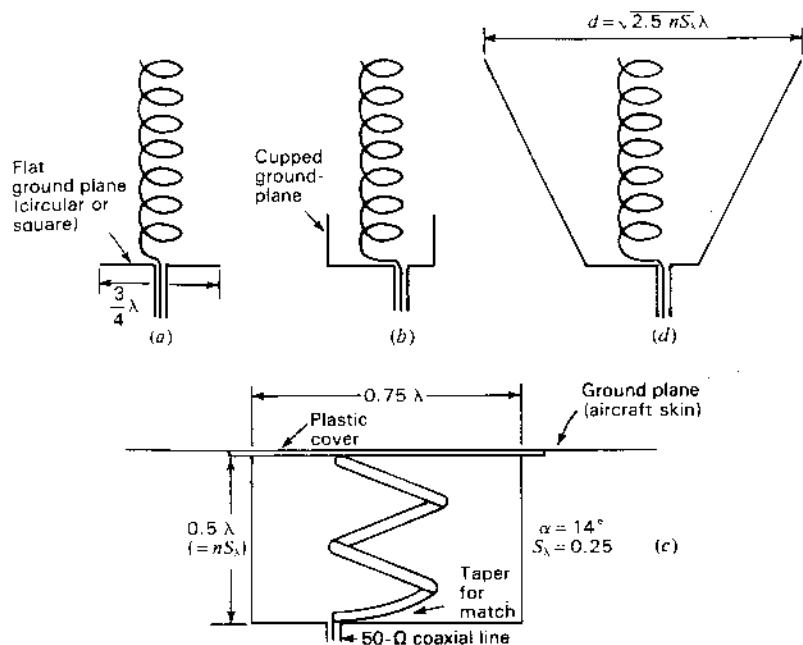 d = √2.5 nSλ λ
Flat
ground plane
(circular or
square)
Cupped
ground-
plane
3/4 λ
(a)
(b)
(d)
0.75 λ
Ground plane
(aircraft skin)
Plastic
cover
0.5 λ
(= nSλ)
α = 14°
Sλ = 0.25
(c)
Taper
for
match
50-Ω coaxial line